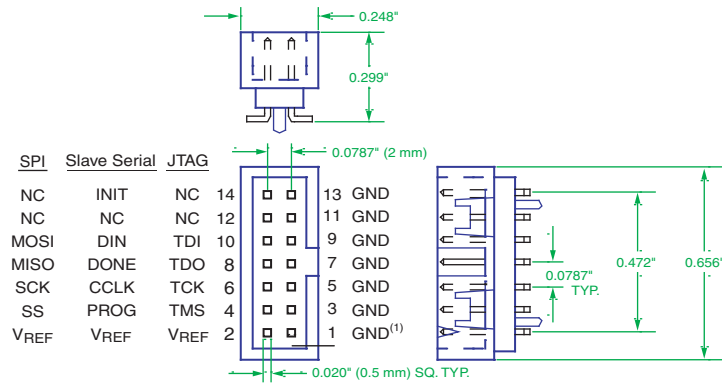 0.248"
0.299"
0.0787" (2 mm)
SPI Slave Serial JTAG
NC INIT NC 14 13 GND
NC NC NC 12 11 GND
MOSI DIN TDI 10 9 GND
MISO DONE TDO 8 7 GND
SCK CCLK TCK 6 5 GND
SS PROG TMS 4 3 GND
VREF VREF VREF 2 1 GND(1)
0.472"
0.656"
0.0787"
TYP.
0.020" (0.5 mm) SQ. TYP.